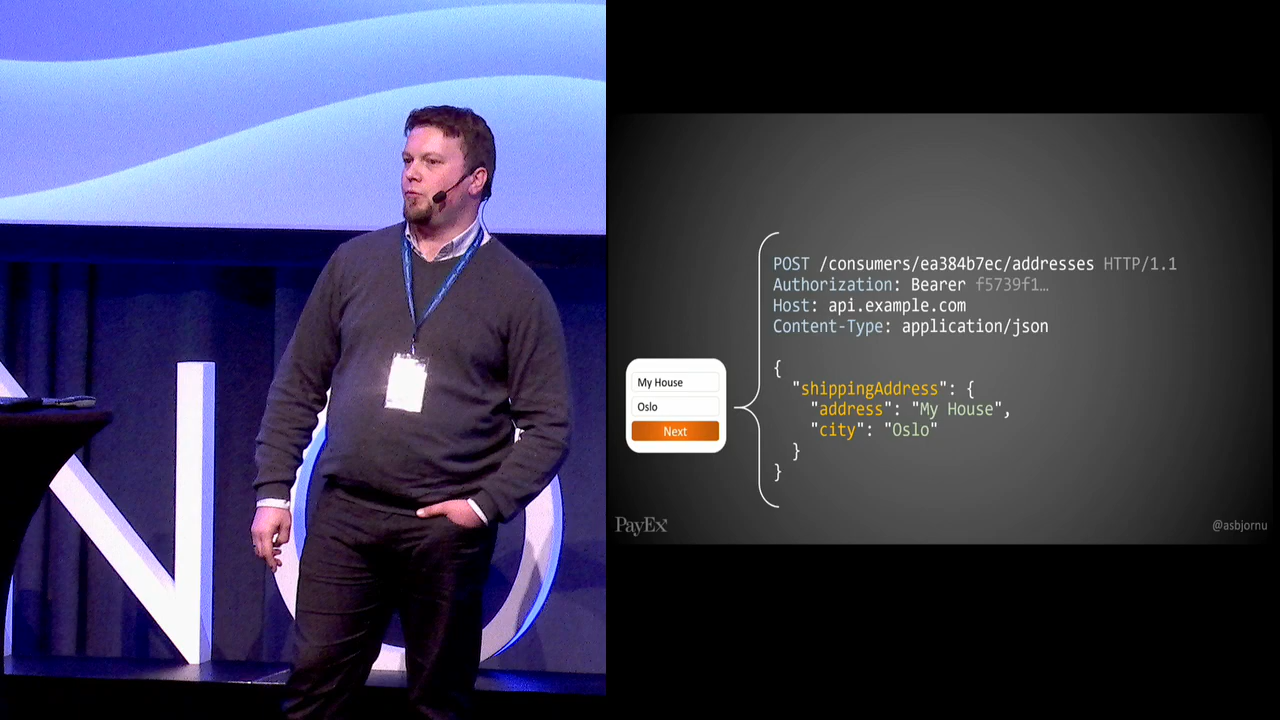 NO
My House
Oslo
Next
POST /consumers/ea384b7ec/addresses HTTP/1.1
Authorization: Bearer f5739f1…
Host: api.example.com
Content-Type: application/json
{
"shippingAddress": {
"address": "My House",
"city": "Oslo"
}
}
PayEx
@asbjornu